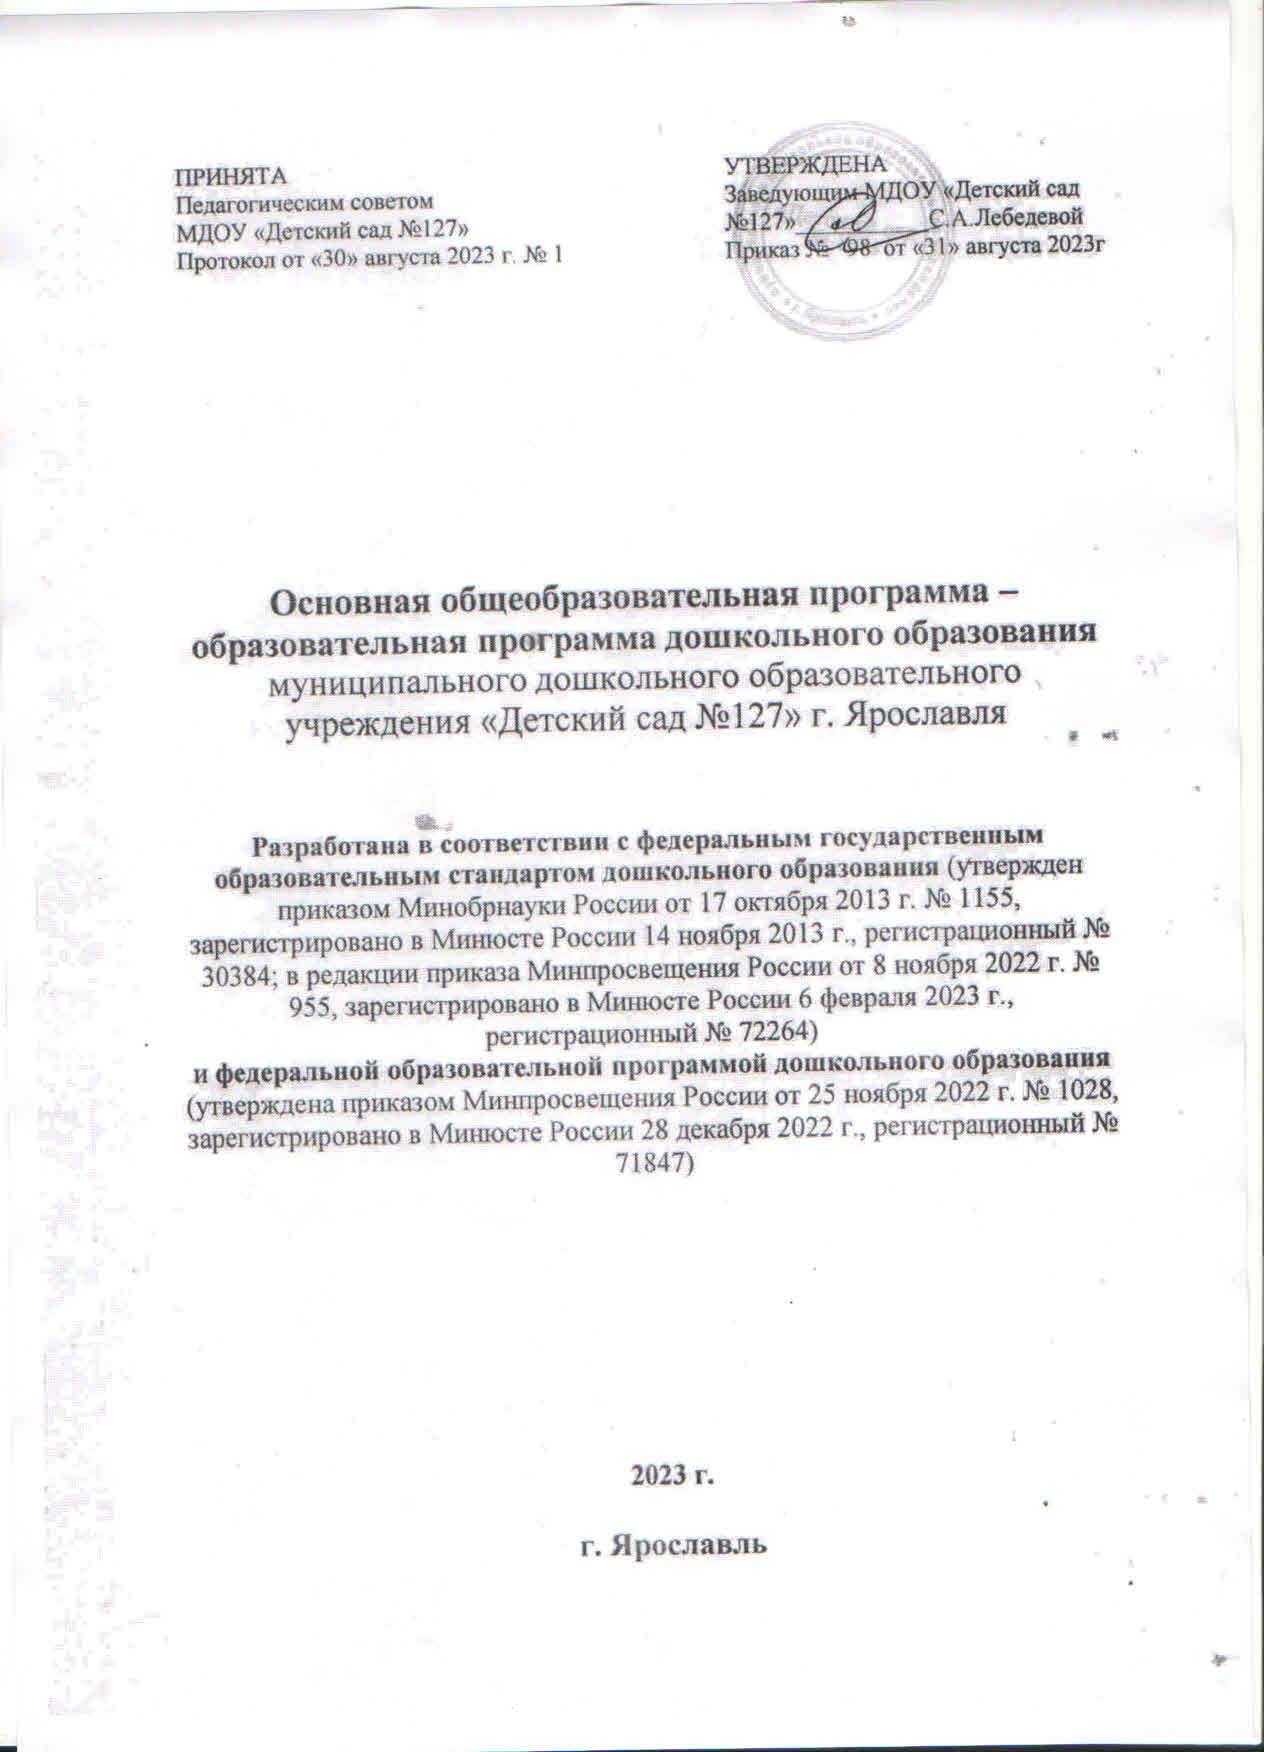 ПРИНЯТА
Педагогическим советом
МДОУ «Детский сад №127»
Протокол от «30» августа 2023 г. № 1
УТВЕРЖДЕНА
Заведующим МДОУ «Детский сад
№127»____________С.А.Лебедевой
Приказ № 98 от «31» августа 2023г
Основная общеобразовательная программа –
образовательная программа дошкольного образования
муниципального дошкольного образовательного
учреждения «Детский сад №127» г. Ярославля
Разработана в соответствии с федеральным государственным
образовательным стандартом дошкольного образования (утвержден
приказом Минобрнауки России от 17 октября 2013 г. № 1155,
зарегистрировано в Минюсте России 14 ноября 2013 г., регистрационный №
30384; в редакции приказа Минпросвещения России от 8 ноября 2022 г. №
955, зарегистрировано в Минюсте России 6 февраля 2023 г.,
регистрационный № 72264)
и федеральной образовательной программой дошкольного образования
(утверждена приказом Минпросвещения России от 25 ноября 2022 г. № 1028,
зарегистрировано в Минюсте России 28 декабря 2022 г., регистрационный №
71847)
2023 г.
г. Ярославль